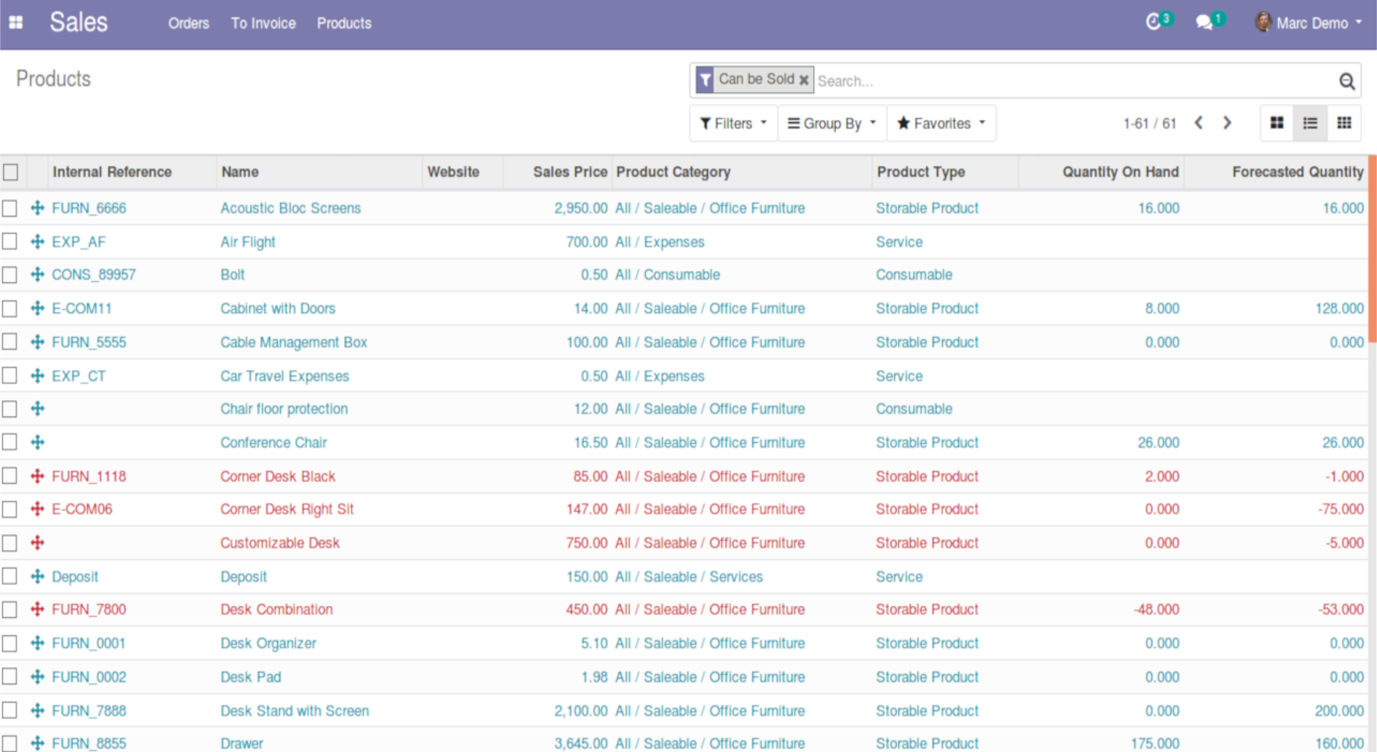 Sales Orders To Invoice Products 3 1 Marc Demo
Products Can be Sold Search...
Filters Group By Favorites 1-61 / 61
Internal Reference Name Website Sales Price Product Category Product Type Quantity On Hand Forecasted Quantity
FURN_6666 Acoustic Bloc Screens 2,950.00 All / Saleable / Office Furniture Storable Product 16.000 16.000
EXP_AF Air Flight 700.00 All / Expenses Service
CONS_89957 Bolt 0.50 All / Consumable Consumable
E-COM11 Cabinet with Doors 14.00 All / Saleable / Office Furniture Storable Product 8.000 128.000
FURN_5555 Cable Management Box 100.00 All / Saleable / Office Furniture Storable Product 0.000 0.000
EXP_CT Car Travel Expenses 0.50 All / Expenses Service
Chair floor protection 12.00 All / Saleable / Office Furniture Consumable
Conference Chair 16.50 All / Saleable / Office Furniture Storable Product 26.000 26.000
FURN_1118 Corner Desk Black 85.00 All / Saleable / Office Furniture Storable Product 2.000 -1.000
E-COM06 Corner Desk Right Sit 147.00 All / Saleable / Office Furniture Storable Product 0.000 -75.000
Customizable Desk 750.00 All / Saleable / Office Furniture Storable Product 0.000 -5.000
Deposit Deposit 150.00 All / Saleable / Services Service
FURN_7800 Desk Combination 450.00 All / Saleable / Office Furniture Storable Product -48.000 -53.000
FURN_0001 Desk Organizer 5.10 All / Saleable / Office Furniture Storable Product 0.000 0.000
FURN_0002 Desk Pad 1.98 All / Saleable / Office Furniture Storable Product 0.000 0.000
FURN_7888 Desk Stand with Screen 2,100.00 All / Saleable / Office Furniture Storable Product 0.000 200.000
FURN_8855 Drawer 3,645.00 All / Saleable / Office Furniture Storable Product 175.000 160.000